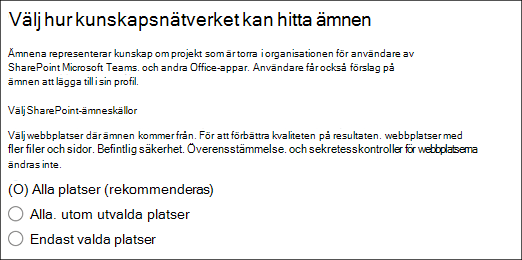 Välj hur kunskapsnätverket kan hitta ämnen
Ämnena representerar kunskap om projekt som är torra i organisationen för användare av
SharePoint Microsoft Teams. och andra Office-appar. Användare får också förslag på
ämnen att lägga till i sin profil.
Välj SharePoint-ämneskällor
Välj webbplatser där ämnen kommer från. För att förbättra kvaliteten på resultaten. webbplatser med
fler filer och sidor. Befintlig säkerhet. Överensstämmelse. och sekretesskontroller för webbplatserna
ändras inte.
(O) Alla platser (rekommenderas)
Alla. utom utvalda platser
Endast valda platser